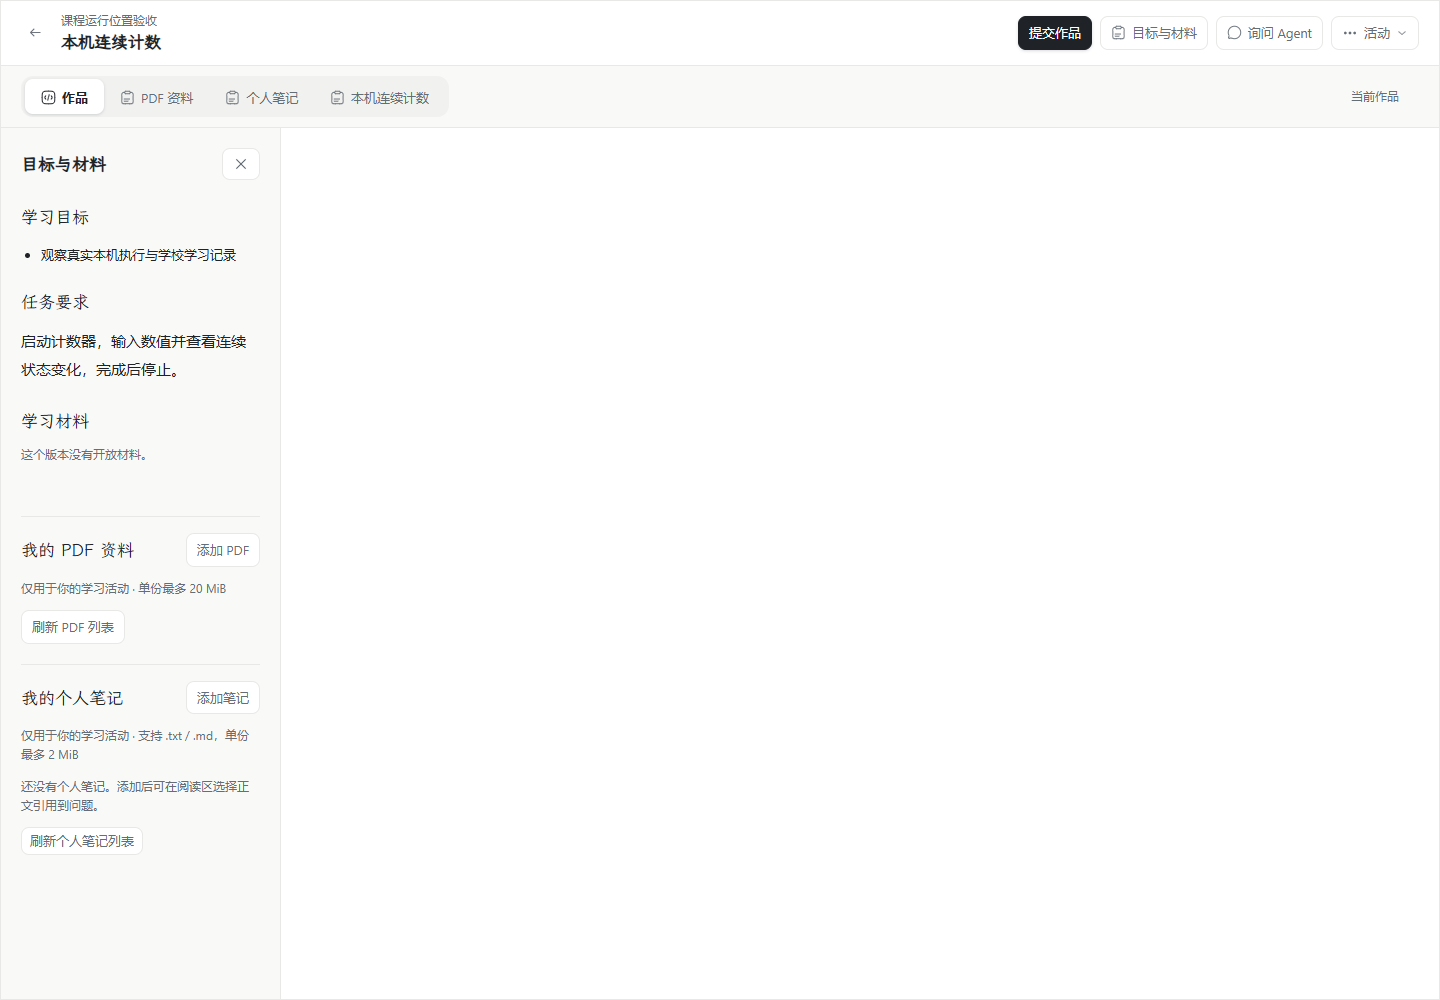 课程运行位置验收
本机连续计数
提交作品
目标与材料
询问 Agent
活动
作品
PDF 资料
个人笔记
本机连续计数
当前作品
目标与材料
学习目标
观察真实本机执行与学校学习记录
任务要求
启动计数器，输入数值并查看连续
状态变化，完成后停止。
学习材料
这个版本没有开放材料。
我的 PDF 资料
添加 PDF
仅用于你的学习活动 · 单份最多 20 MiB
刷新 PDF 列表
我的个人笔记
添加笔记
仅用于你的学习活动 · 支持 .txt / .md，单份
最多 2 MiB
还没有个人笔记。添加后可在阅读区选择正
文引用到问题。
刷新个人笔记列表